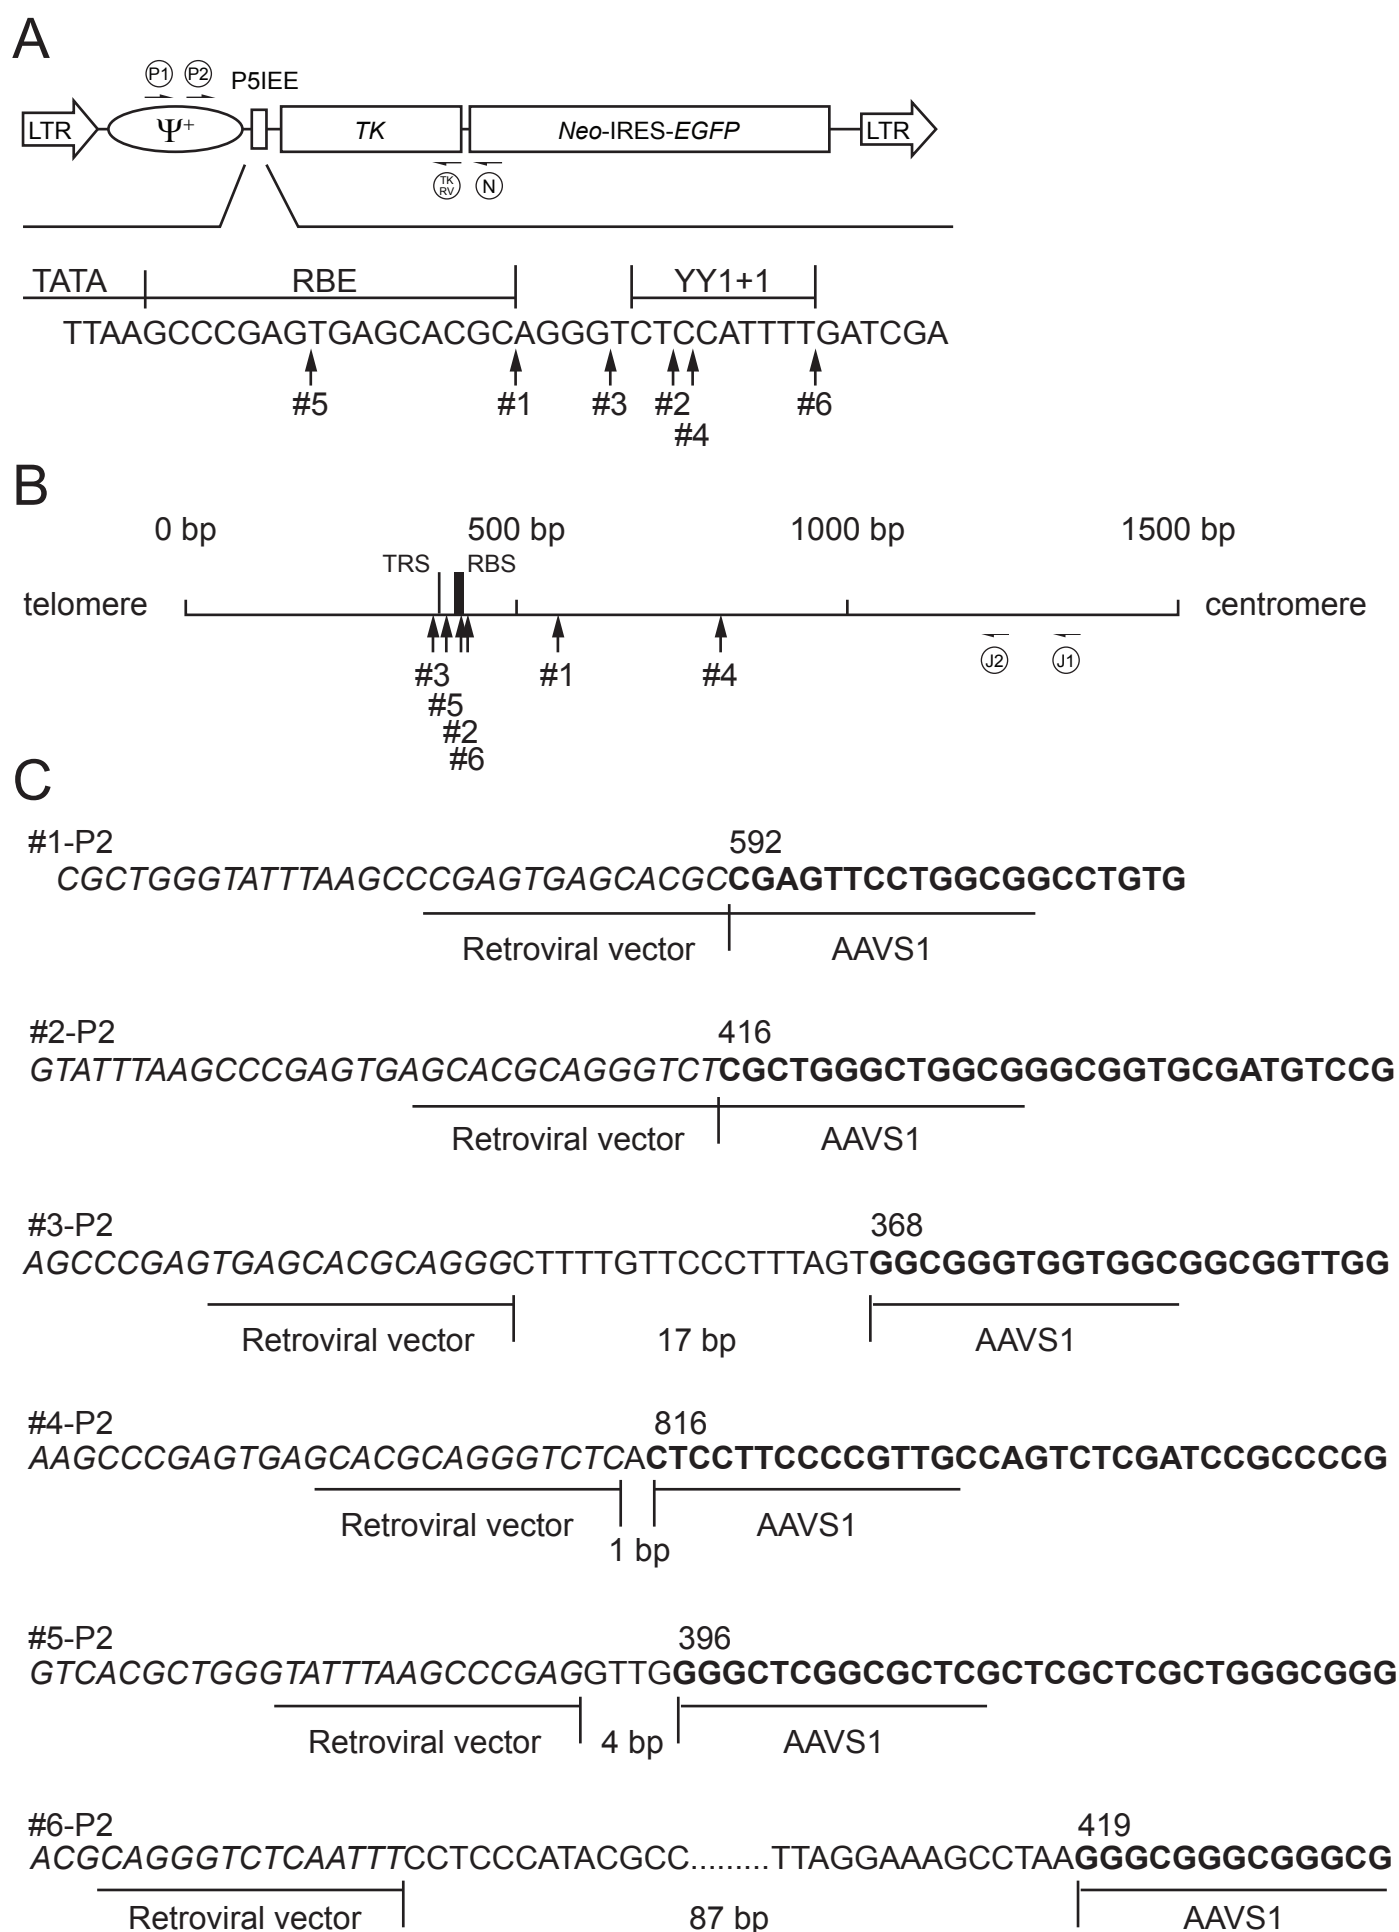 A
P1 P2 P5IEE
LTR Ψ+ TK Neo-IRES-EGFP LTR
TK RV N
TATA RBE YY1+1
TTAAGCCCGAGTGAGCACGCAGGGTCTCCATTTTGATCGA
#5 #1 #3 #2 #6
#4
B
0 bp 500 bp 1000 bp 1500 bp
TRS RBS
telomere centromere
J2 J1
#3 #1 #4
#5
#2
#6
C
#1-P2 592
CGCTGGGTATTTAAGCCCGAGTGAGCACGCCGAGTTCCTGGCGGCCTGTG
Retroviral vector AAVS1
#2-P2 416
GTATTTAAGCCCGAGTGAGCACGCAGGGTCTCGCTGGGCTGGCGGGCGGTGCGATGTCCG
Retroviral vector AAVS1
#3-P2 368
AGCCCGAGTGAGCACGCAGGGCTTTTGTTCCCTTTAGTGGCGGGTGGTGGCGGCGGTTGG
Retroviral vector 17 bp AAVS1
#4-P2 816
AAGCCCGAGTGAGCACGCAGGGTCTCACTCCTTCCCCGTTGCCAGTCTCGATCCGCCCCG
Retroviral vector AAVS1
1 bp
#5-P2 396
GTCACGCTGGGTATTTAAGCCCGAGGTTGGGGCTCGGCGCTCGCTCGCTCGCTGGGCGGG
Retroviral vector 4 bp AAVS1
#6-P2 419
ACGCAGGGTCTCAATTTCCTCCCATACGCC.........TTAGGAAAGCCTAAGGGCGGGCGGGCG
Retroviral vector 87 bp AAVS1